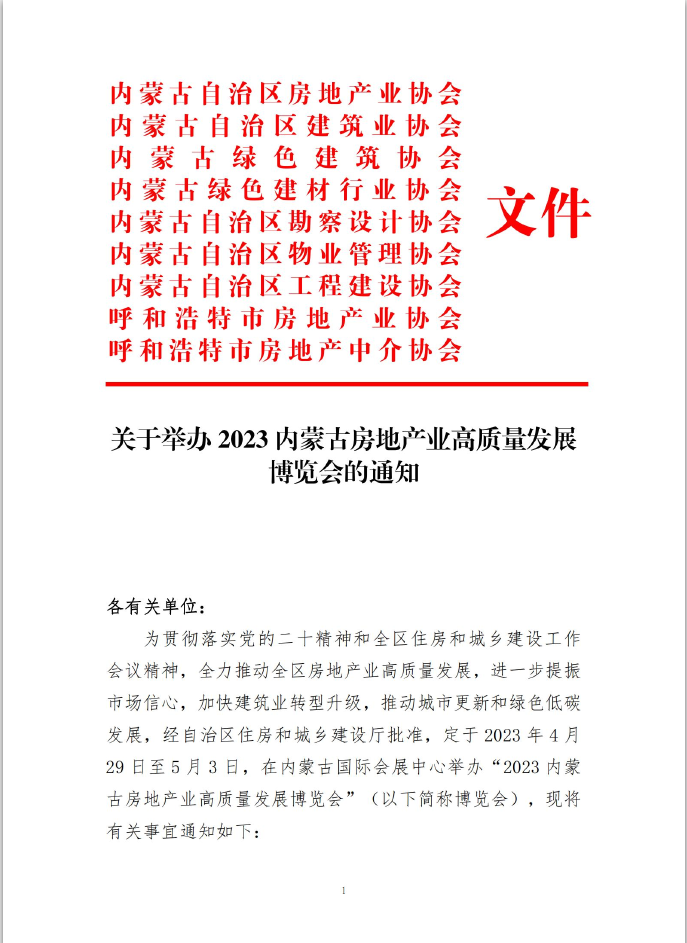 内蒙古自治区房地产业协会
内蒙古自治区建筑业协会
内蒙古绿色建筑协会
内蒙古绿色建材行业协会
内蒙古自治区勘察设计协会
内蒙古自治区物业管理协会
内蒙古自治区工程建设协会
呼和浩特市房地产业协会
呼和浩特市房地产中介协会
文件
关于举办 2023 内蒙古房地产业高质量发展
博览会的通知
各有关单位：
为贯彻落实党的二十精神和全区住房和城乡建设工作
会议精神，全力推动全区房地产业高质量发展，进一步提振
市场信心，加快建筑业转型升级，推动城市更新和绿色低碳
发展，经自治区住房和城乡建设厅批准，定于 2023 年 4 月
29 日至 5 月 3 日，在内蒙古国际会展中心举办“2023 内蒙
古房地产业高质量发展博览会”（以下简称博览会），现将
有关事宜通知如下：
1